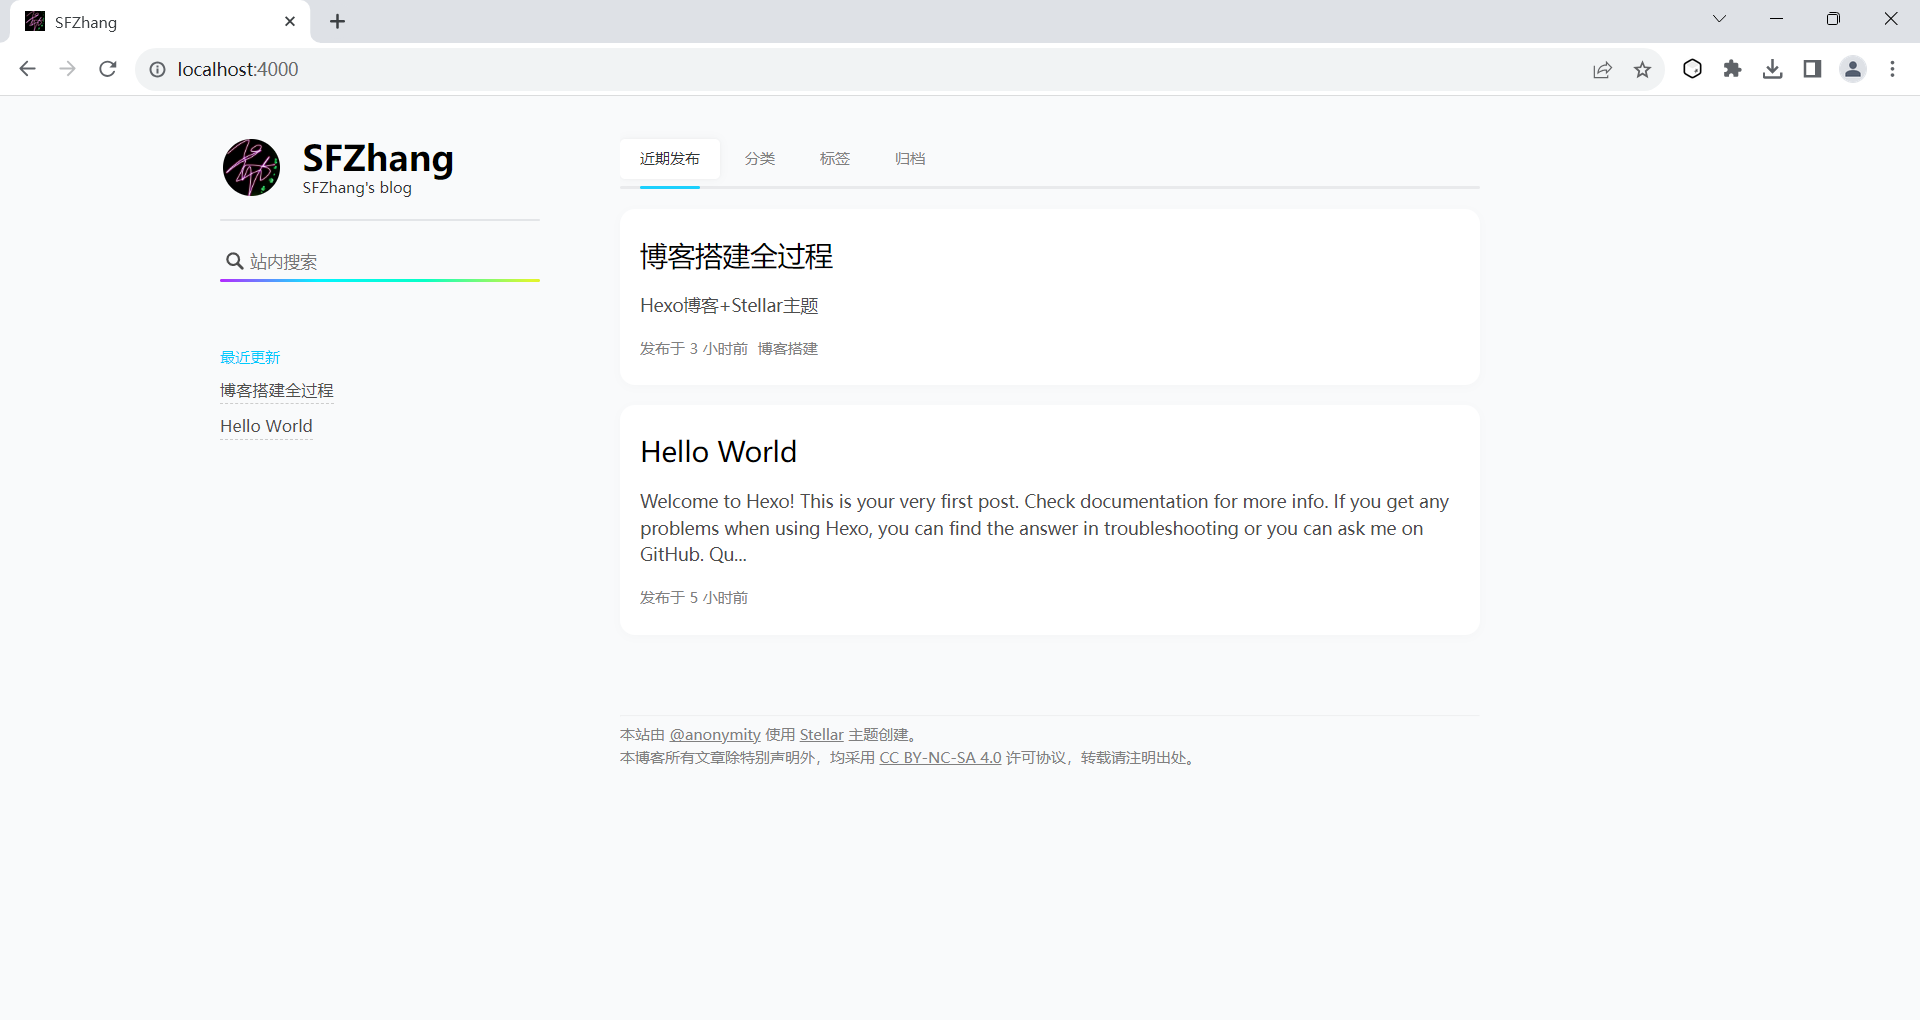 SFZhang
localhost:4000
SFZhang
SFZhang's blog
站内搜索
最近更新
博客搭建全过程
Hello World
近期发布 分类 标签 归档
博客搭建全过程
Hexo博客+Stellar主题
发布于 3 小时前 博客搭建
Hello World
Welcome to Hexo! This is your very first post. Check documentation for more info. If you get any
problems when using Hexo, you can find the answer in troubleshooting or you can ask me on
GitHub. Qu...
发布于 5 小时前
本站由 @anonymity 使用 Stellar 主题创建。
本博客所有文章除特别声明外，均采用 CC BY-NC-SA 4.0 许可协议，转载请注明出处。